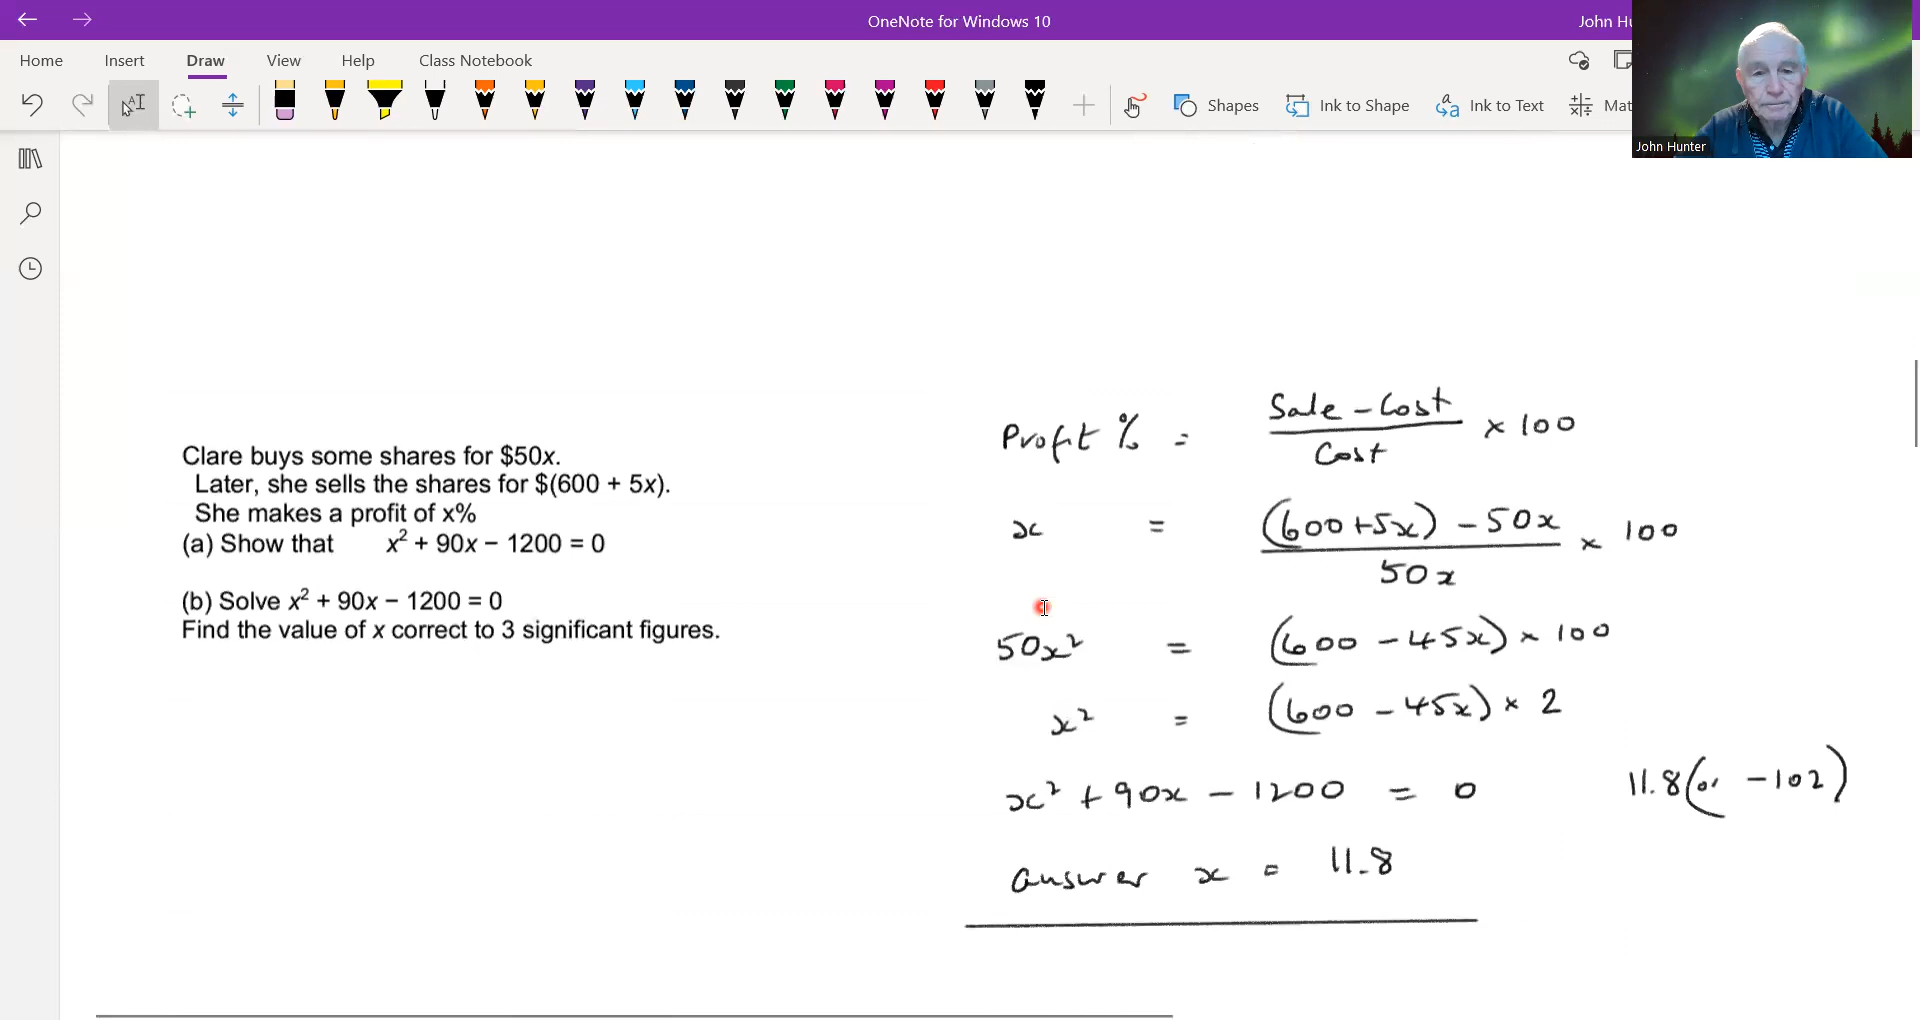 OneNote for Windows 10
John Hu
Home Insert Draw View Help Class Notebook
Shapes Ink to Shape Ink to Text Mat
John Hunter
Clare buys some shares for $50x.
Later, she sells the shares for $(600 + 5x).
She makes a profit of x%
(a) Show that x² + 90x − 1200 = 0
(b) Solve x² + 90x − 1200 = 0
Find the value of x correct to 3 significant figures.
Profit % = (Sale - Cost)/Cost × 100
x = ((600+5x) - 50x)/50x × 100
50x² = (600 - 45x) × 100
x² = (600 - 45x) × 2
x² + 90x - 1200 = 0
11.8 (or -102)
answer x = 11.8